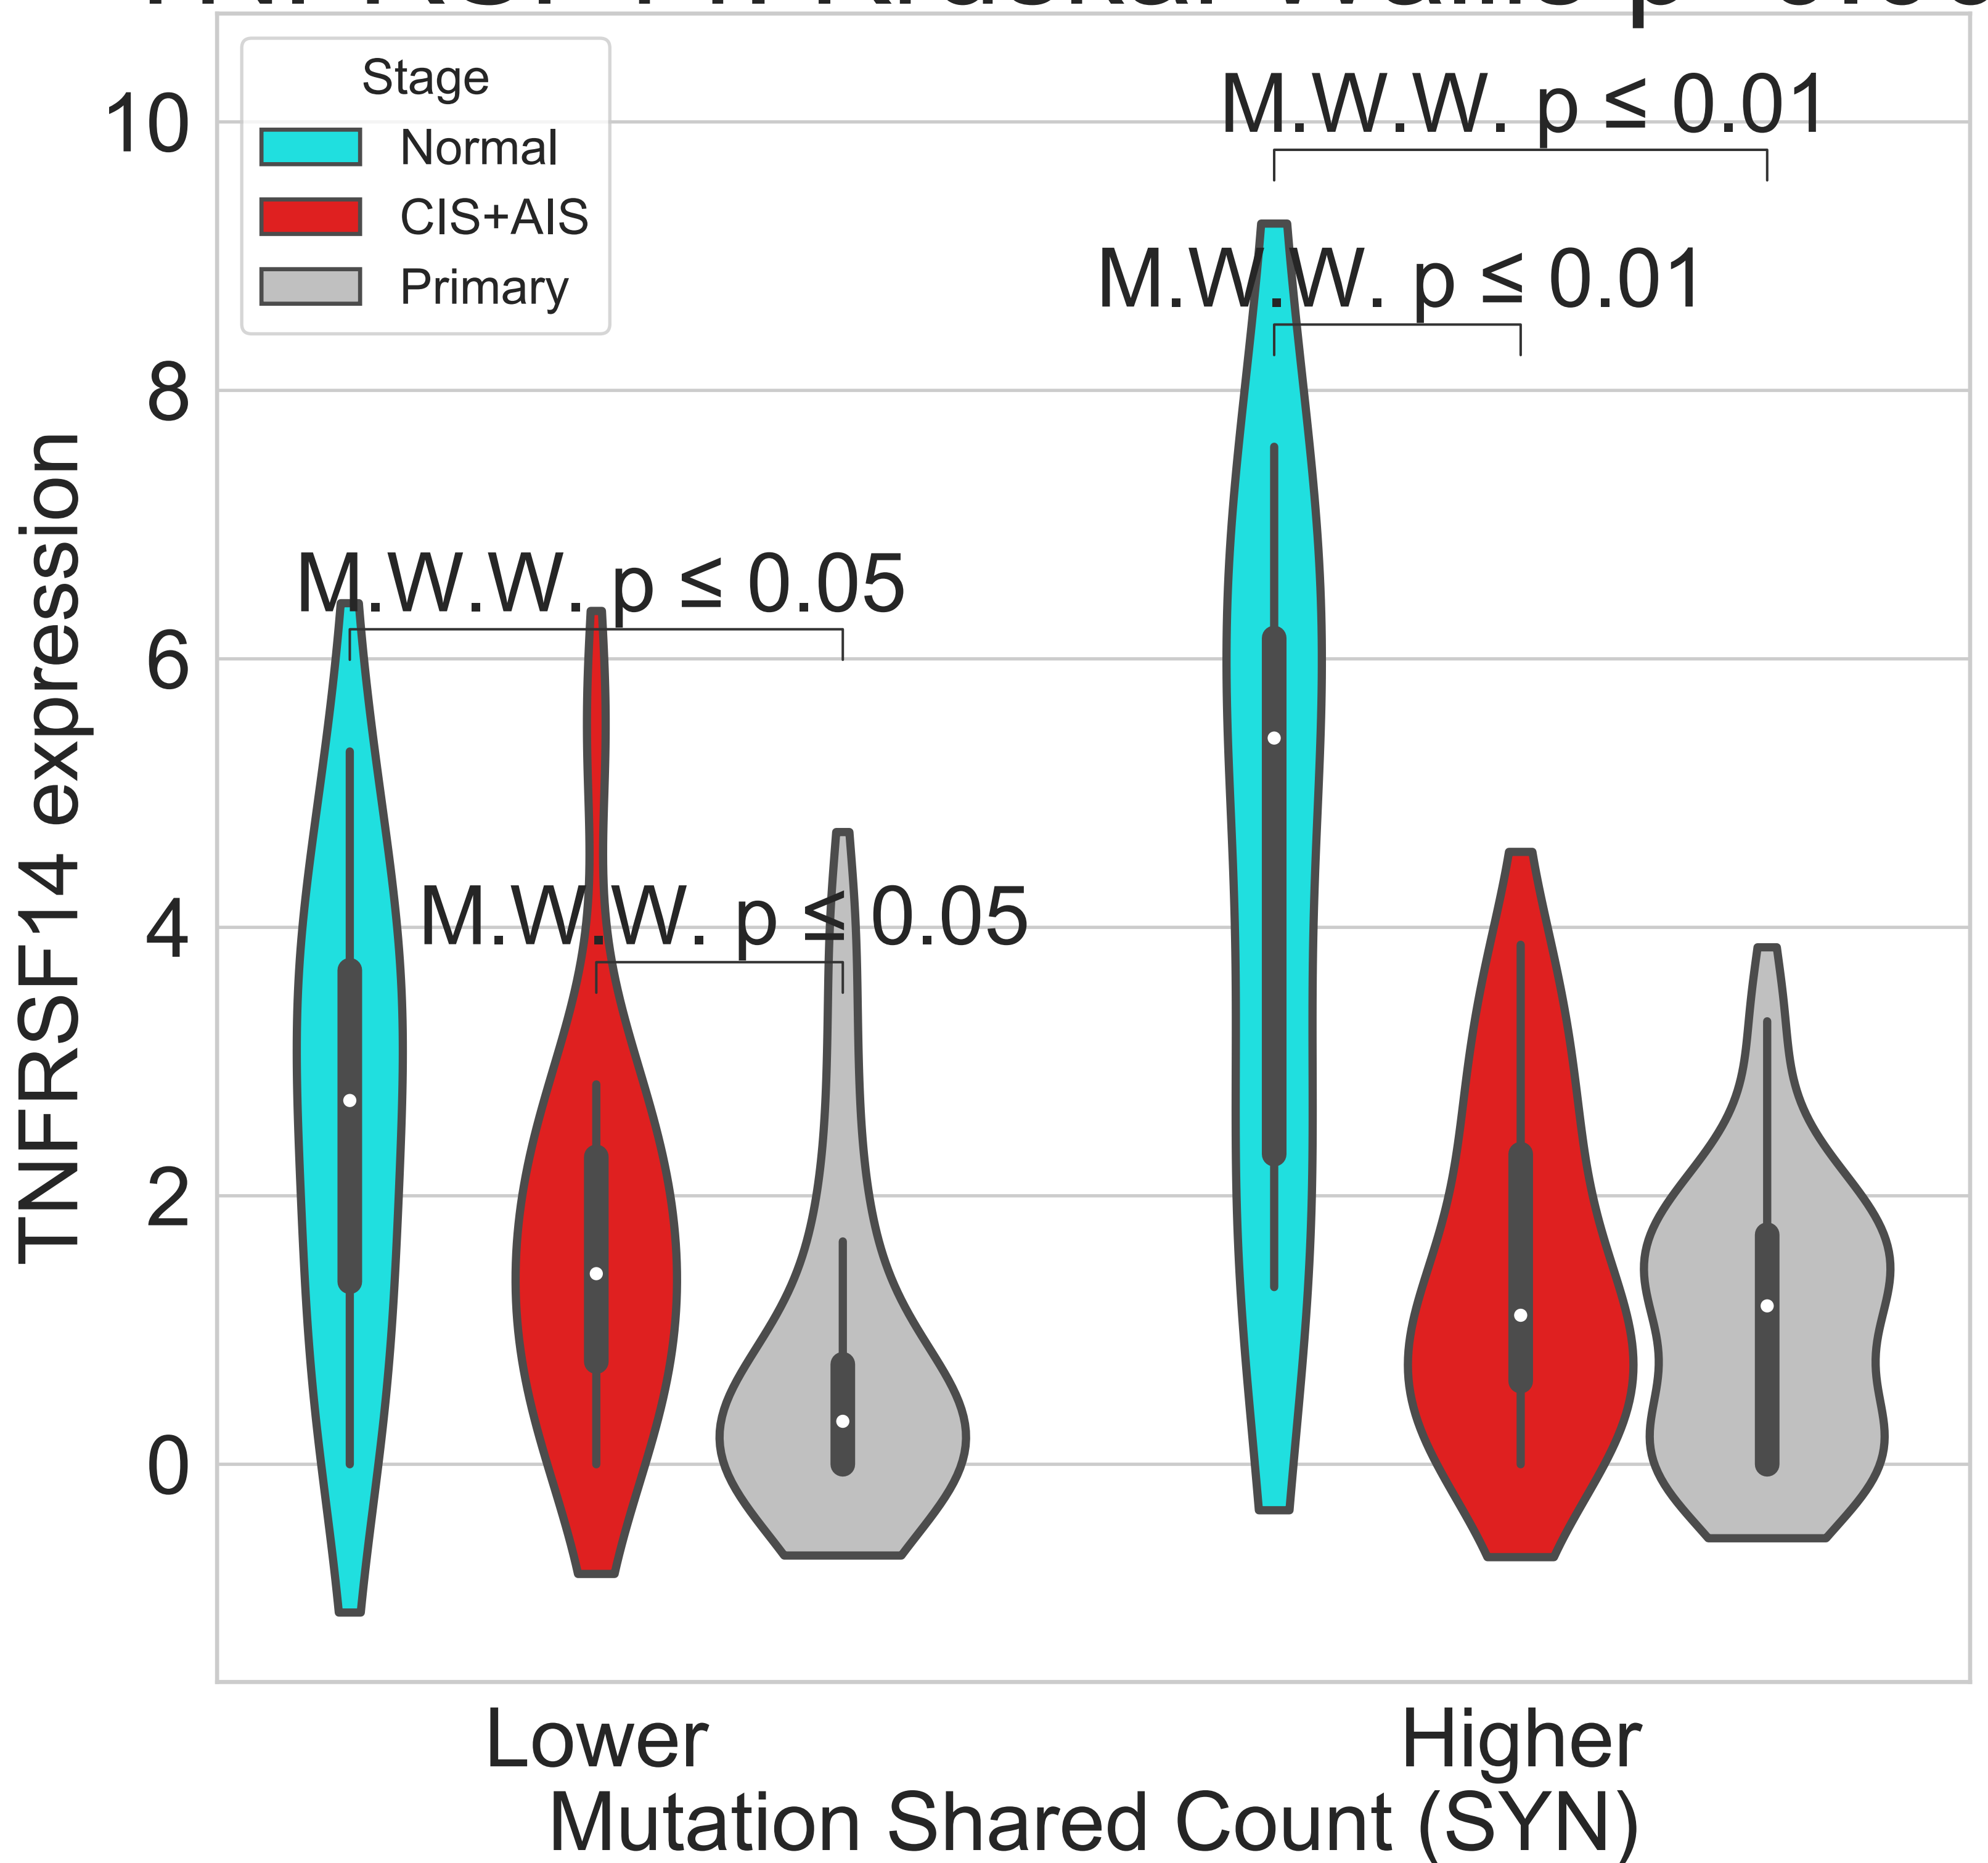 Stage
Normal
CIS+AIS
Primary
M.W.W. p ≤ 0.01
M.W.W. p ≤ 0.01
M.W.W. p ≤ 0.05
M.W.W. p ≤ 0.05
10
8
6
4
2
0
TNFRSF14 expression
Lower
Higher
Mutation Shared Count (SYN)